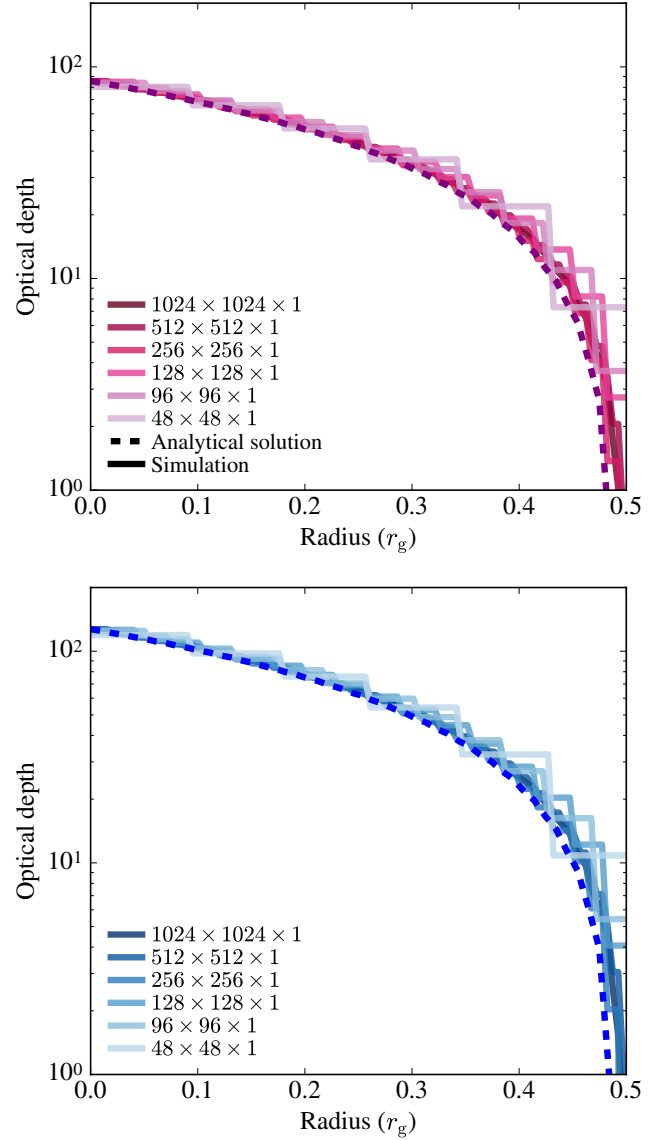 10²
10¹
10⁰
Optical depth
1024 × 1024 × 1
512 × 512 × 1
256 × 256 × 1
128 × 128 × 1
96 × 96 × 1
48 × 48 × 1
Analytical solution
Simulation
0.0 0.1 0.2 0.3 0.4 0.5
Radius (r_g)
10²
10¹
10⁰
Optical depth
1024 × 1024 × 1
512 × 512 × 1
256 × 256 × 1
128 × 128 × 1
96 × 96 × 1
48 × 48 × 1
0.0 0.1 0.2 0.3 0.4 0.5
Radius (r_g)